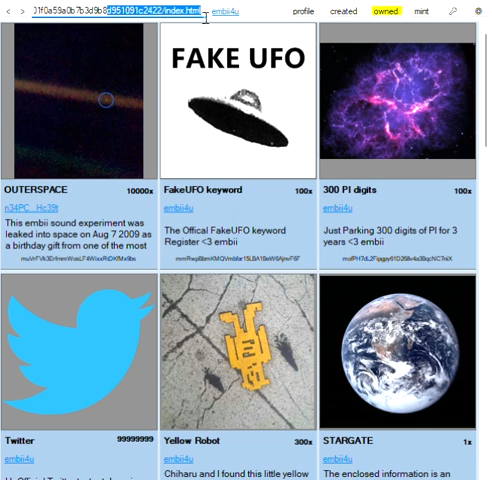 01f0a59a0b7b3d9b8d951091c2422/index.html embii4u profile created owned mint
FAKE UFO
OUTERSPACE 10000x
n34PC_Hc39t
This embii sound experiment was
leaked into space on Aug 7 2009 as
a birthday gift from one of the most
FakeUFO keyword 100x
embii4u
The Offical FakeUFO keyword
Register <3 embii
300 PI digits 100x
embii4u
Just Parking 300 digits of PI for 3
years <3 embii
Twitter 99999999
embii4u
Yellow Robot 300x
embii4u
Chiharu and I found this little yellow
STARGATE 1x
embii4u
The enclosed information is an